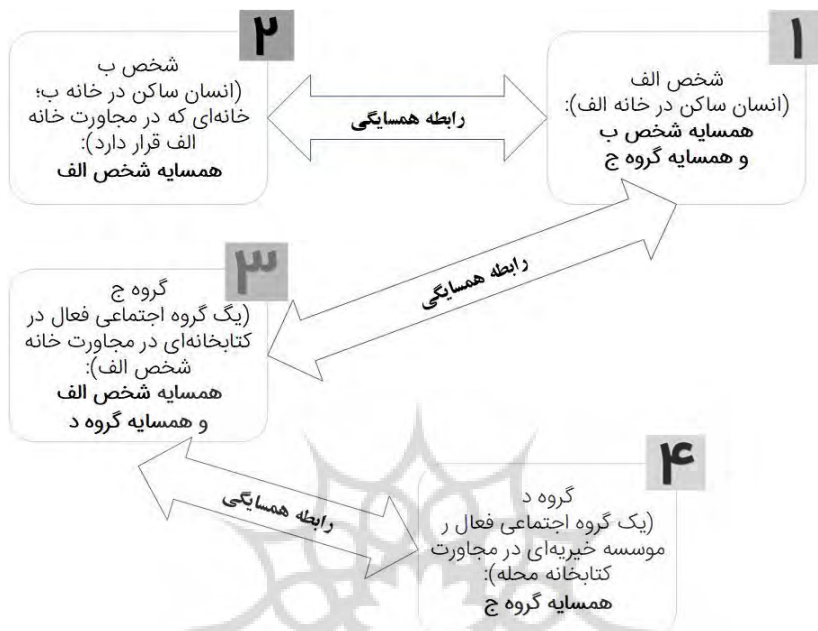 ۱
شخص الف
(انسان ساکن در خانه الف):
همسایه شخص ب
و همسایه گروه ج
رابطه همسایگی
۲
شخص ب
(انسان ساکن در خانه ب؛
خانه‌ای که در مجاورت خانه
الف قرار دارد):
همسایه شخص الف
رابطه همسایگی
۳
گروه ج
(یگ گروه اجتماعی فعال در
کتابخانه‌ای در مجاورت خانه
شخص الف):
همسایه شخص الف
و همسایه گروه د
رابطه همسایگی
۴
گروه د
(یک گروه اجتماعی فعال ر
موسسه خیریه‌ای در مجاورت
کتابخانه محله):
همسایه گروه ج